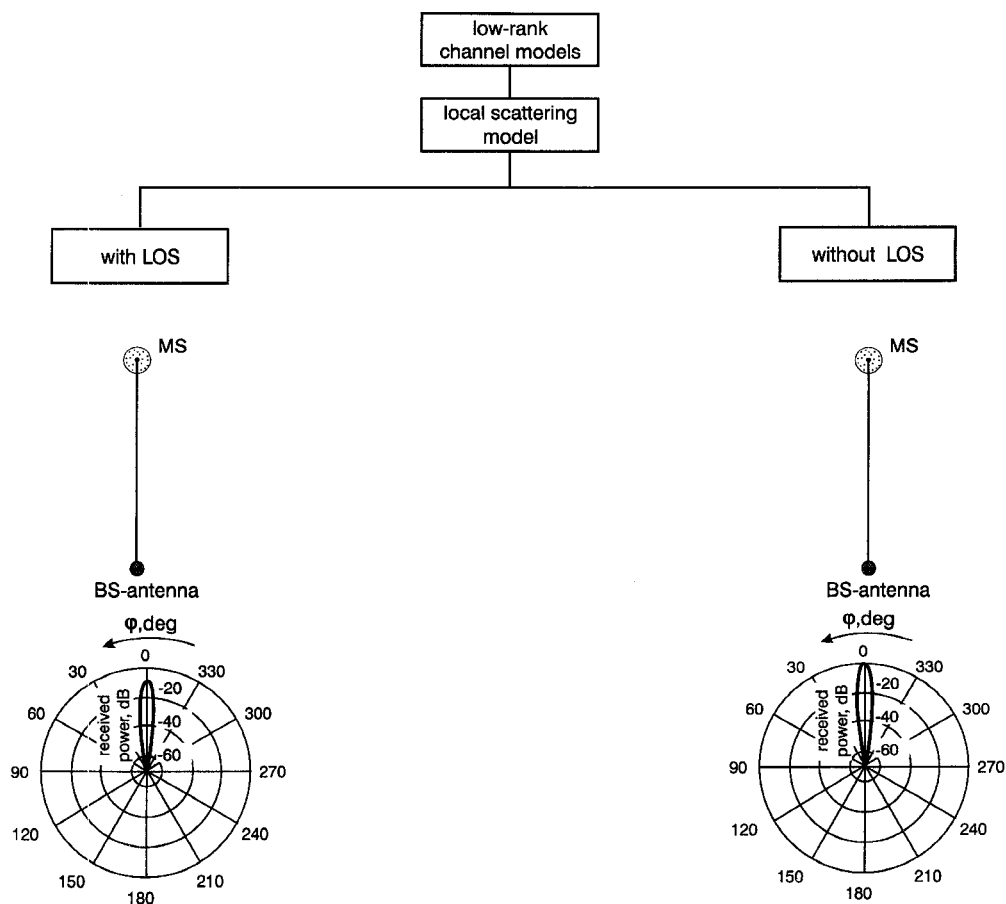 low-rank
channel models
local scattering
model
with LOS
without LOS
MS
MS
BS-antenna
BS-antenna
φ,deg
0
30
330
60
300
90
270
120
240
150
210
180
received
power, dB
-20
-40
-60
φ,deg
0
30
330
60
300
90
270
120
240
150
210
180
received
power, dB
-20
-40
-60